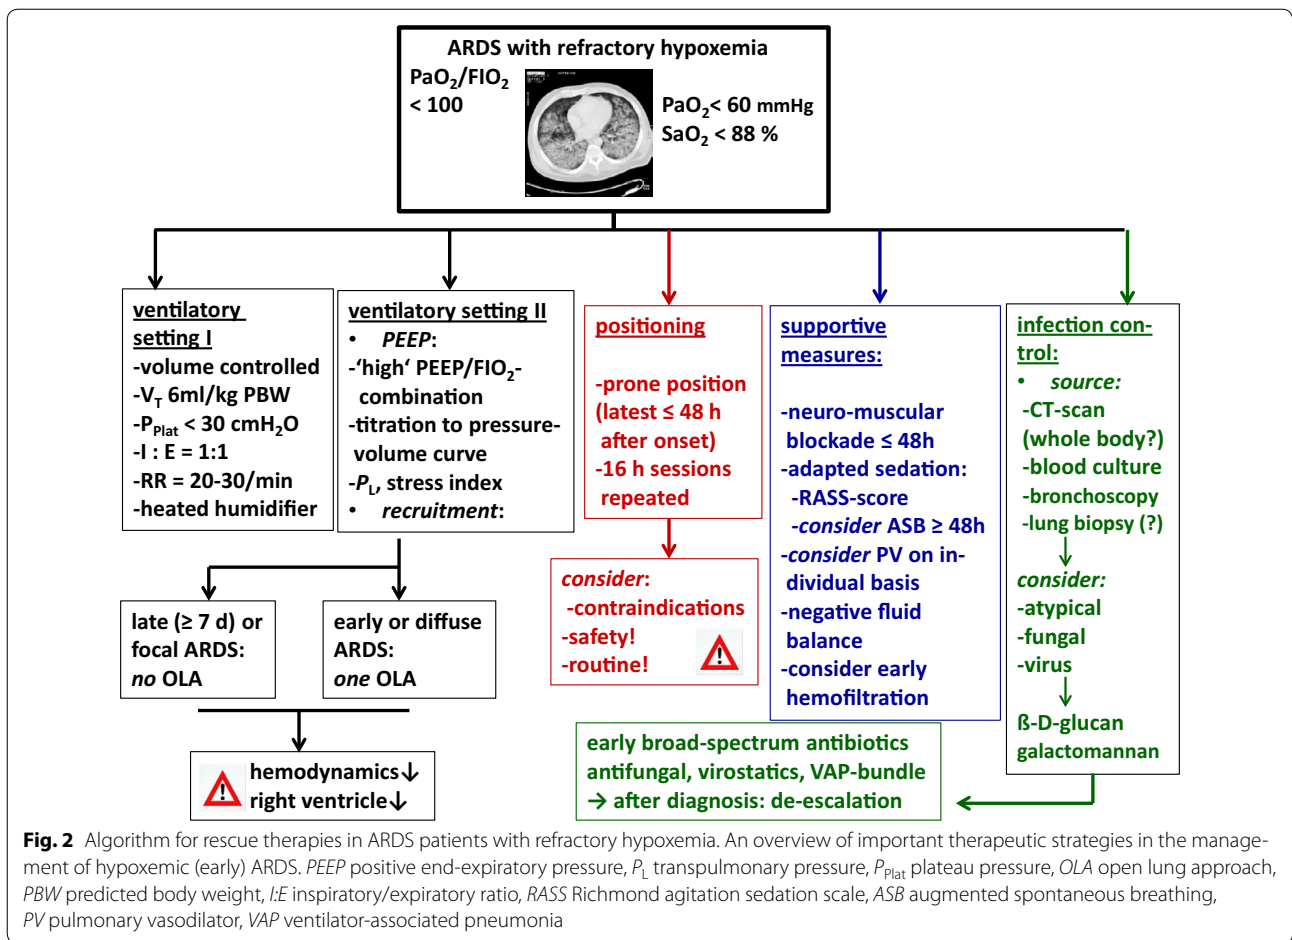 ARDS with refractory hypoxemia
PaO₂/FIO₂
< 100
PaO₂< 60 mmHg
SaO₂ < 88 %
ventilatory
setting I
-volume controlled
-V_T 6ml/kg PBW
-P_Plat < 30 cmH₂O
-I : E = 1:1
-RR = 20-30/min
-heated humidifier
ventilatory setting II
• PEEP:
-‘high‘ PEEP/FIO₂-
combination
-titration to pressure-
volume curve
-P_L, stress index
• recruitment:
late (≥ 7 d) or
focal ARDS:
no OLA
early or diffuse
ARDS:
one OLA
hemodynamics↓
right ventricle↓
positioning
-prone position
(latest ≤ 48 h
after onset)
-16 h sessions
repeated
consider:
-contraindications
-safety!
-routine!
supportive
measures:
-neuro-muscular
blockade ≤ 48h
-adapted sedation:
-RASS-score
-consider ASB ≥ 48h
-consider PV on in-
dividual basis
-negative fluid
balance
-consider early
hemofiltration
infection con-
trol:
• source:
-CT-scan
(whole body?)
-blood culture
-bronchoscopy
-lung biopsy (?)
consider:
-atypical
-fungal
-virus
ß-D-glucan
galactomannan
early broad-spectrum antibiotics
antifungal, virostatics, VAP-bundle
→ after diagnosis: de-escalation
Fig. 2 Algorithm for rescue therapies in ARDS patients with refractory hypoxemia. An overview of important therapeutic strategies in the manage-
ment of hypoxemic (early) ARDS. PEEP positive end-expiratory pressure, P_L transpulmonary pressure, P_Plat plateau pressure, OLA open lung approach,
PBW predicted body weight, I:E inspiratory/expiratory ratio, RASS Richmond agitation sedation scale, ASB augmented spontaneous breathing,
PV pulmonary vasodilator, VAP ventilator-associated pneumonia